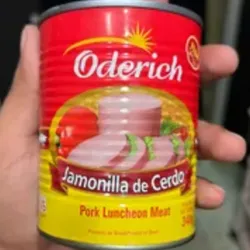 Oderich
Jamonilla de Cerdo
Pork Luncheon Meat